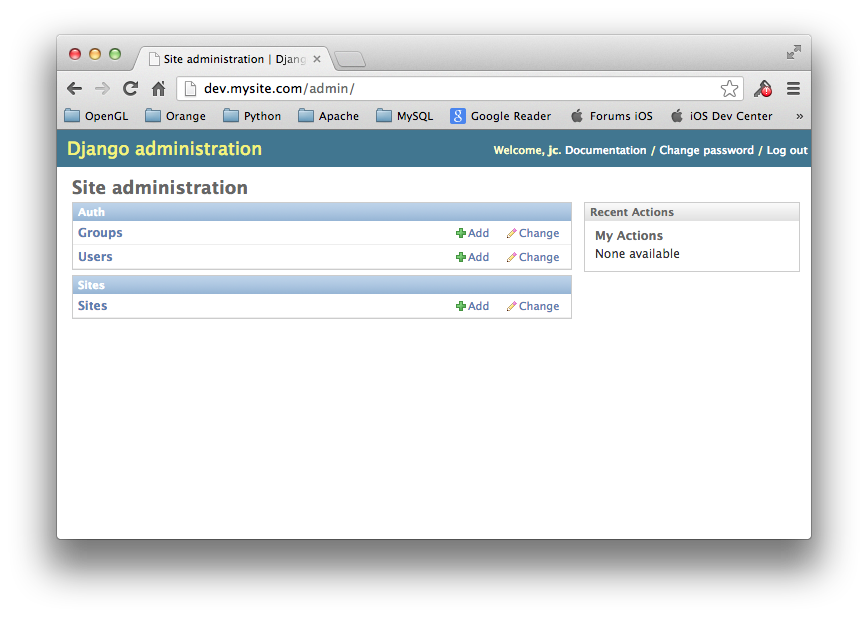 Site administration | Djang
dev.mysite.com/admin/
OpenGL Orange Python Apache MySQL Google Reader Forums iOS iOS Dev Center »
Django administration
Welcome, jc. Documentation / Change password / Log out
Site administration
Auth
Groups Add Change
Users Add Change
Sites
Sites Add Change
Recent Actions
My Actions
None available